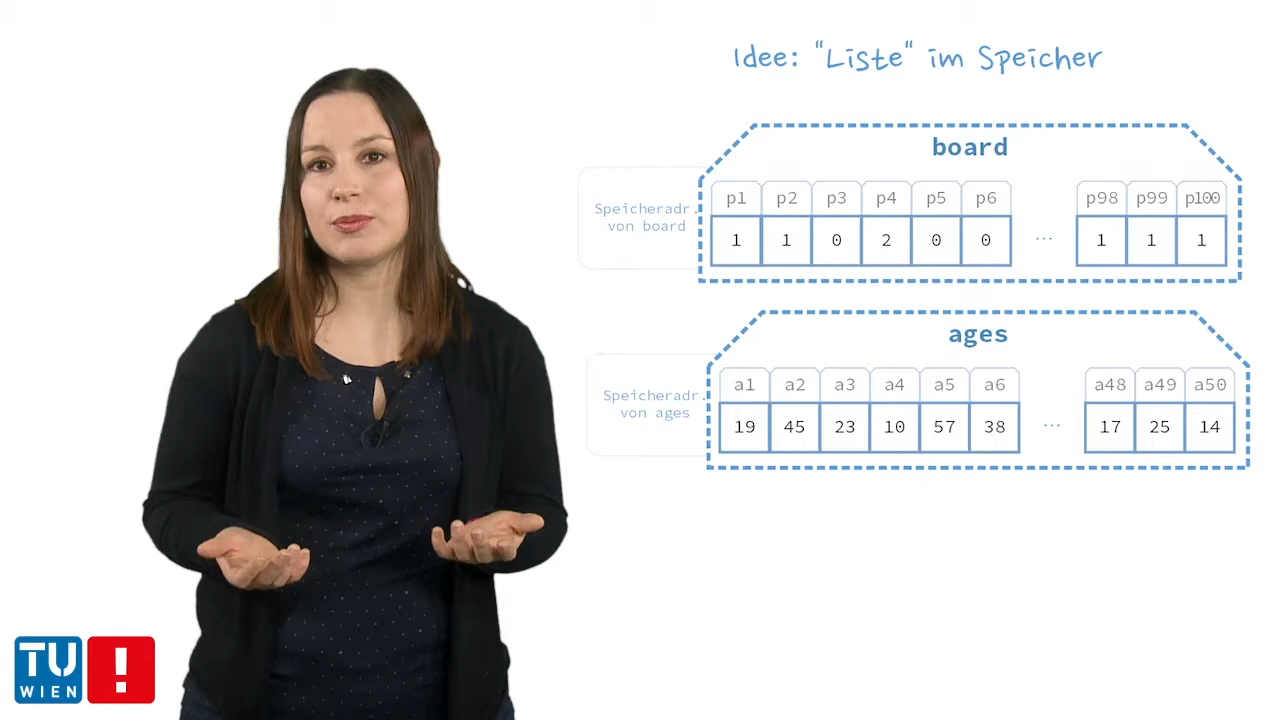 Idee: "Liste" im Speicher
board
Speicheradr.
von board
p1 p2 p3 p4 p5 p6 p98 p99 p100
1 1 0 2 0 0 ... 1 1 1
ages
Speicheradr.
von ages
a1 a2 a3 a4 a5 a6 a48 a49 a50
19 45 23 10 57 38 ... 17 25 14
TU
WIEN
!